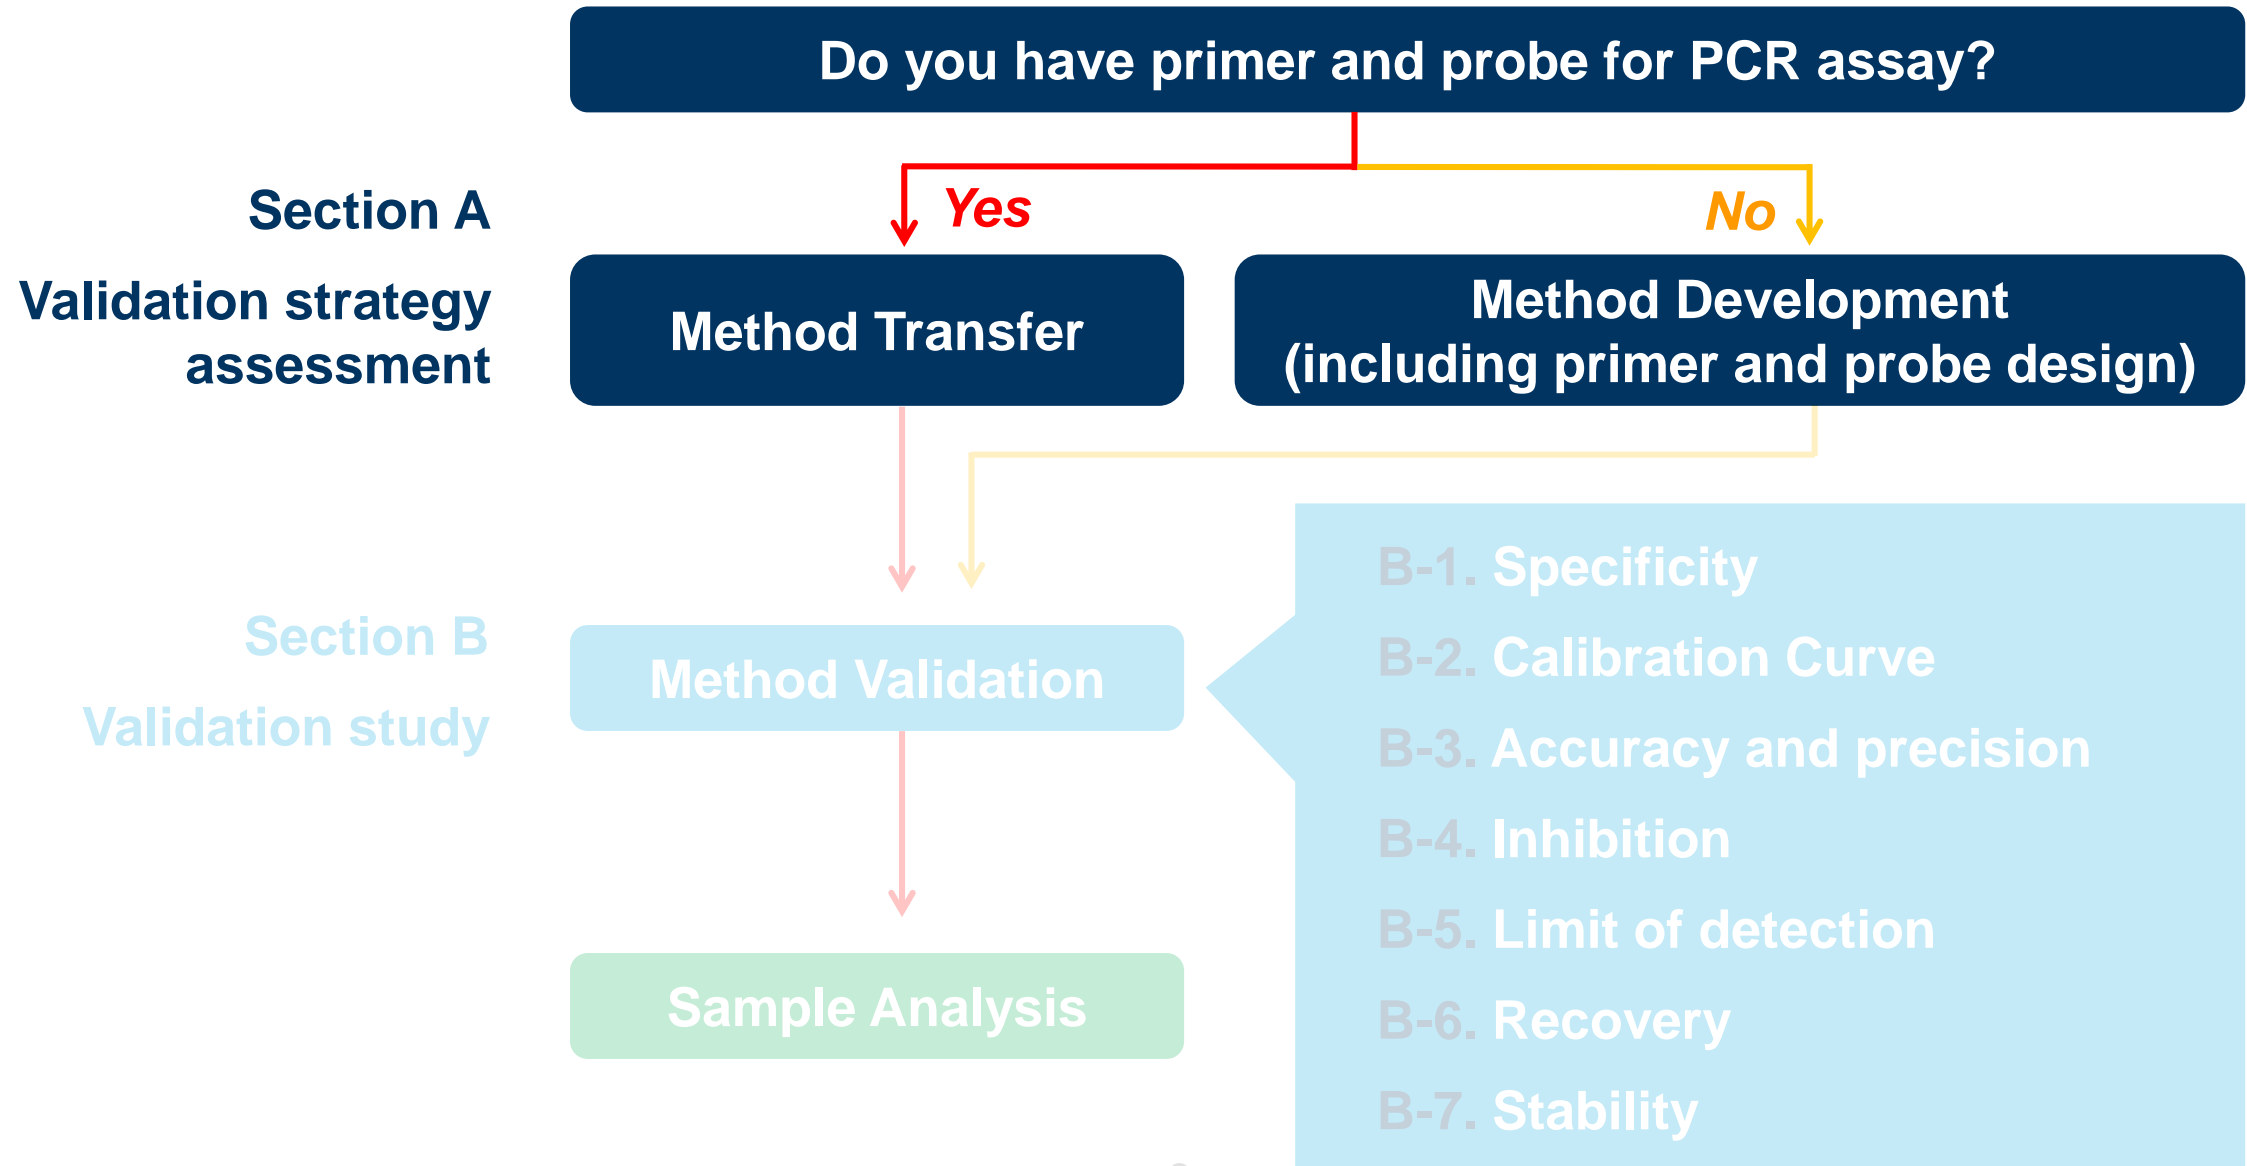 Do you have primer and probe for PCR assay?
Yes
No
Section A
Validation strategy
assessment
Method Transfer
Method Development
(including primer and probe design)
Section B
Validation study
Method Validation
B-1. Specificity
B-2. Calibration Curve
B-3. Accuracy and precision
B-4. Inhibition
B-5. Limit of detection
B-6. Recovery
B-7. Stability
Sample Analysis